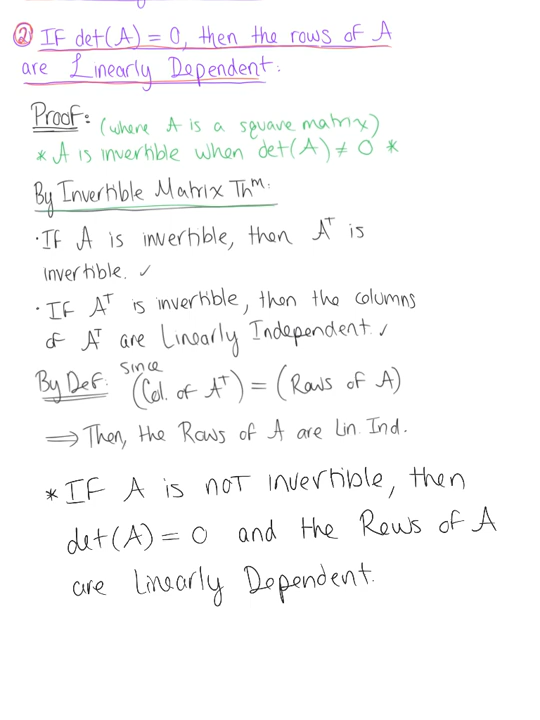 ② If det(A) = 0, then the rows of A
are Linearly Dependent.
Proof: (where A is a square matrix)
* A is invertible when det(A) ≠ 0 *
By Invertible Matrix Thm:
· If A is invertible, then Aᵀ is
invertible. ✓
· If Aᵀ is invertible, then the columns
of Aᵀ are Linearly Independent. ✓
By Def: since (Col. of Aᵀ) = (Rows of A)
⟹ Then, the Rows of A are Lin. Ind.
* If A is not invertible, then
det(A) = 0 and the Rows of A
are Linearly Dependent.